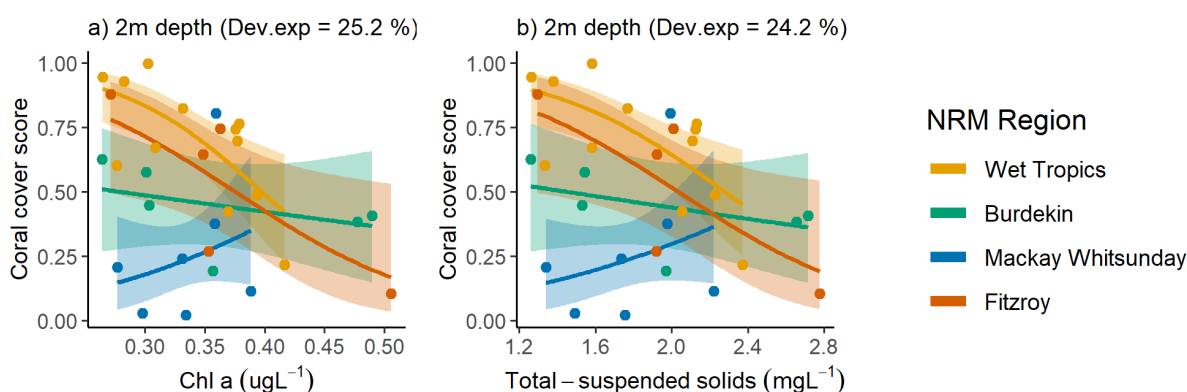 a) 2m depth (Dev.exp = 25.2 %)
Coral cover score
1.00
0.75
0.50
0.25
0.00
0.30 0.35 0.40 0.45 0.50
Chl a (ugL⁻¹)
b) 2m depth (Dev.exp = 24.2 %)
Coral cover score
1.00
0.75
0.50
0.25
0.00
1.2 1.6 2.0 2.4 2.8
Total – suspended solids (mgL⁻¹)
NRM Region
Wet Tropics
Burdekin
Mackay Whitsunday
Fitzroy